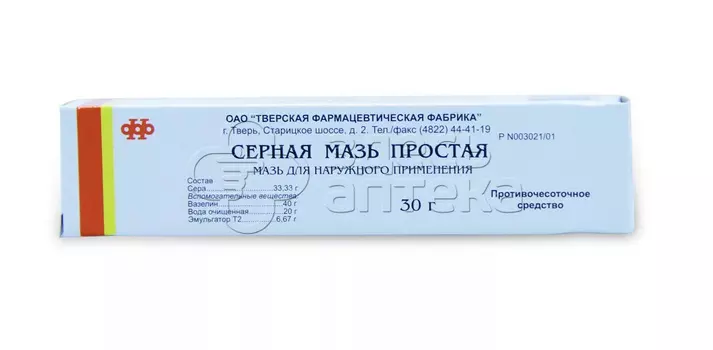 ОАО "ТВЕРСКАЯ ФАРМАЦЕВТИЧЕСКАЯ ФАБРИКА"
г. Тверь, Старицкое шоссе, д. 2. Тел./факс (4822) 44-41-19
Р N003021/01
СЕРНАЯ МАЗЬ ПРОСТАЯ
МАЗЬ ДЛЯ НАРУЖНОГО ПРИМЕНЕНИЯ
Состав
Сера 33,33 г
Вспомогательные вещества:
Вазелин 40 г
Вода очищенная 20 г
Эмульгатор Т2 6,67 г
30 г
Противочесоточное
средство
аптека